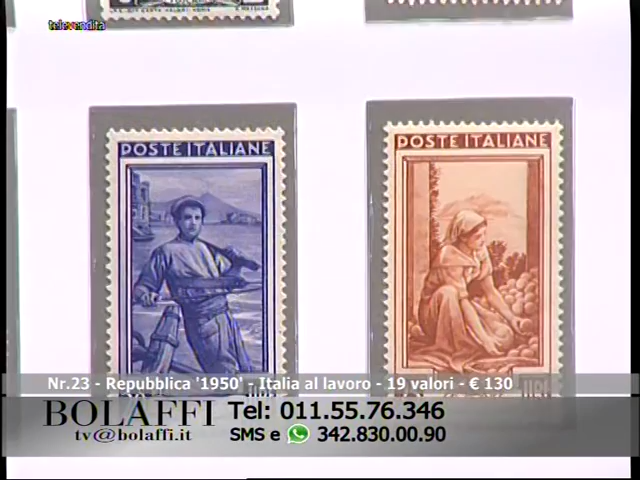 televendita
POSTE ITALIANE
POSTE ITALIANE
Nr.23 - Repubblica '1950' - Italia al lavoro - 19 valori - € 130
BOLAFFI
tv@bolaffi.it
Tel: 011.55.76.346
SMS e 342.830.00.90